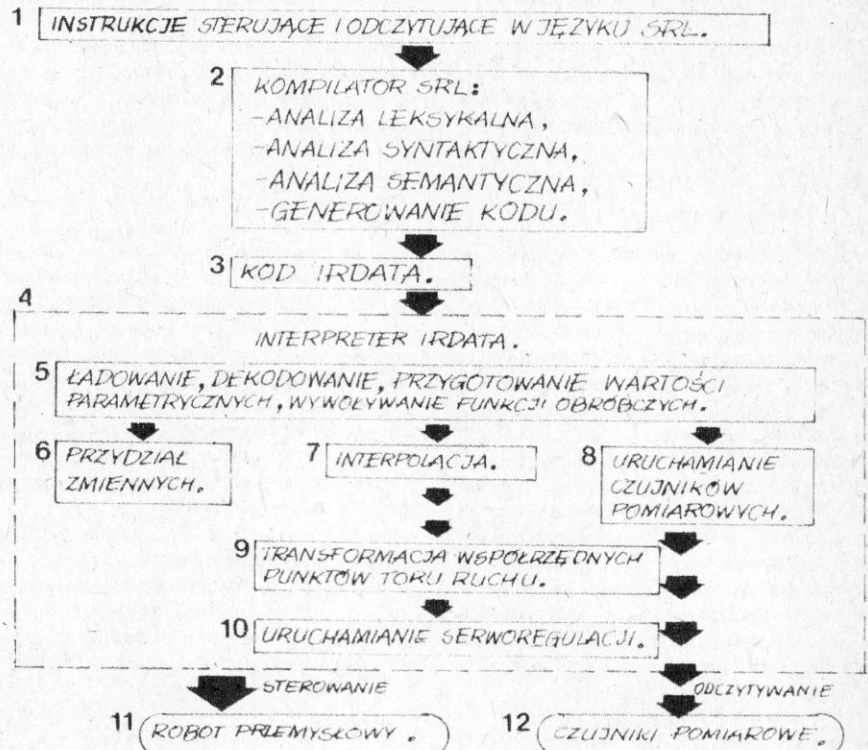 1 INSTRUKCJE STERUJĄCE I ODCZYTUJĄCE W JĘZYKU SRL.
2 KOMPILATOR SRL:
-ANALIZA LEKSYKALNA,
-ANALIZA SYNTAKTYCZNA,
-ANALIZA SEMANTYCZNA,
-GENEROWANIE KODU.
3 KOD IRDATA.
4
INTERPRETER IRDATA.
5 ŁADOWANIE, DEKODOWANIE, PRZYGOTOWANIE WARTOŚCI
PARAMETRYCZNYCH, WYWOŁYWANIE FUNKCJI OBRÓBCZYCH.
6 PRZYDZIAŁ
ZMIENNYCH.
7 INTERPOLACJA.
8 URUCHAMIANIE
CZUJNIKÓW
POMIAROWYCH.
9 TRANSFORMACJA WSPÓŁRZĘDNYCH
PUNKTÓW TORU RUCHU.
10 URUCHAMIANIE SERWOREGULACJI.
STEROWANIE
ODCZYTYWANIE
11 ROBOT PRZEMYSŁOWY.
12 CZUJNIKI POMIAROWE.